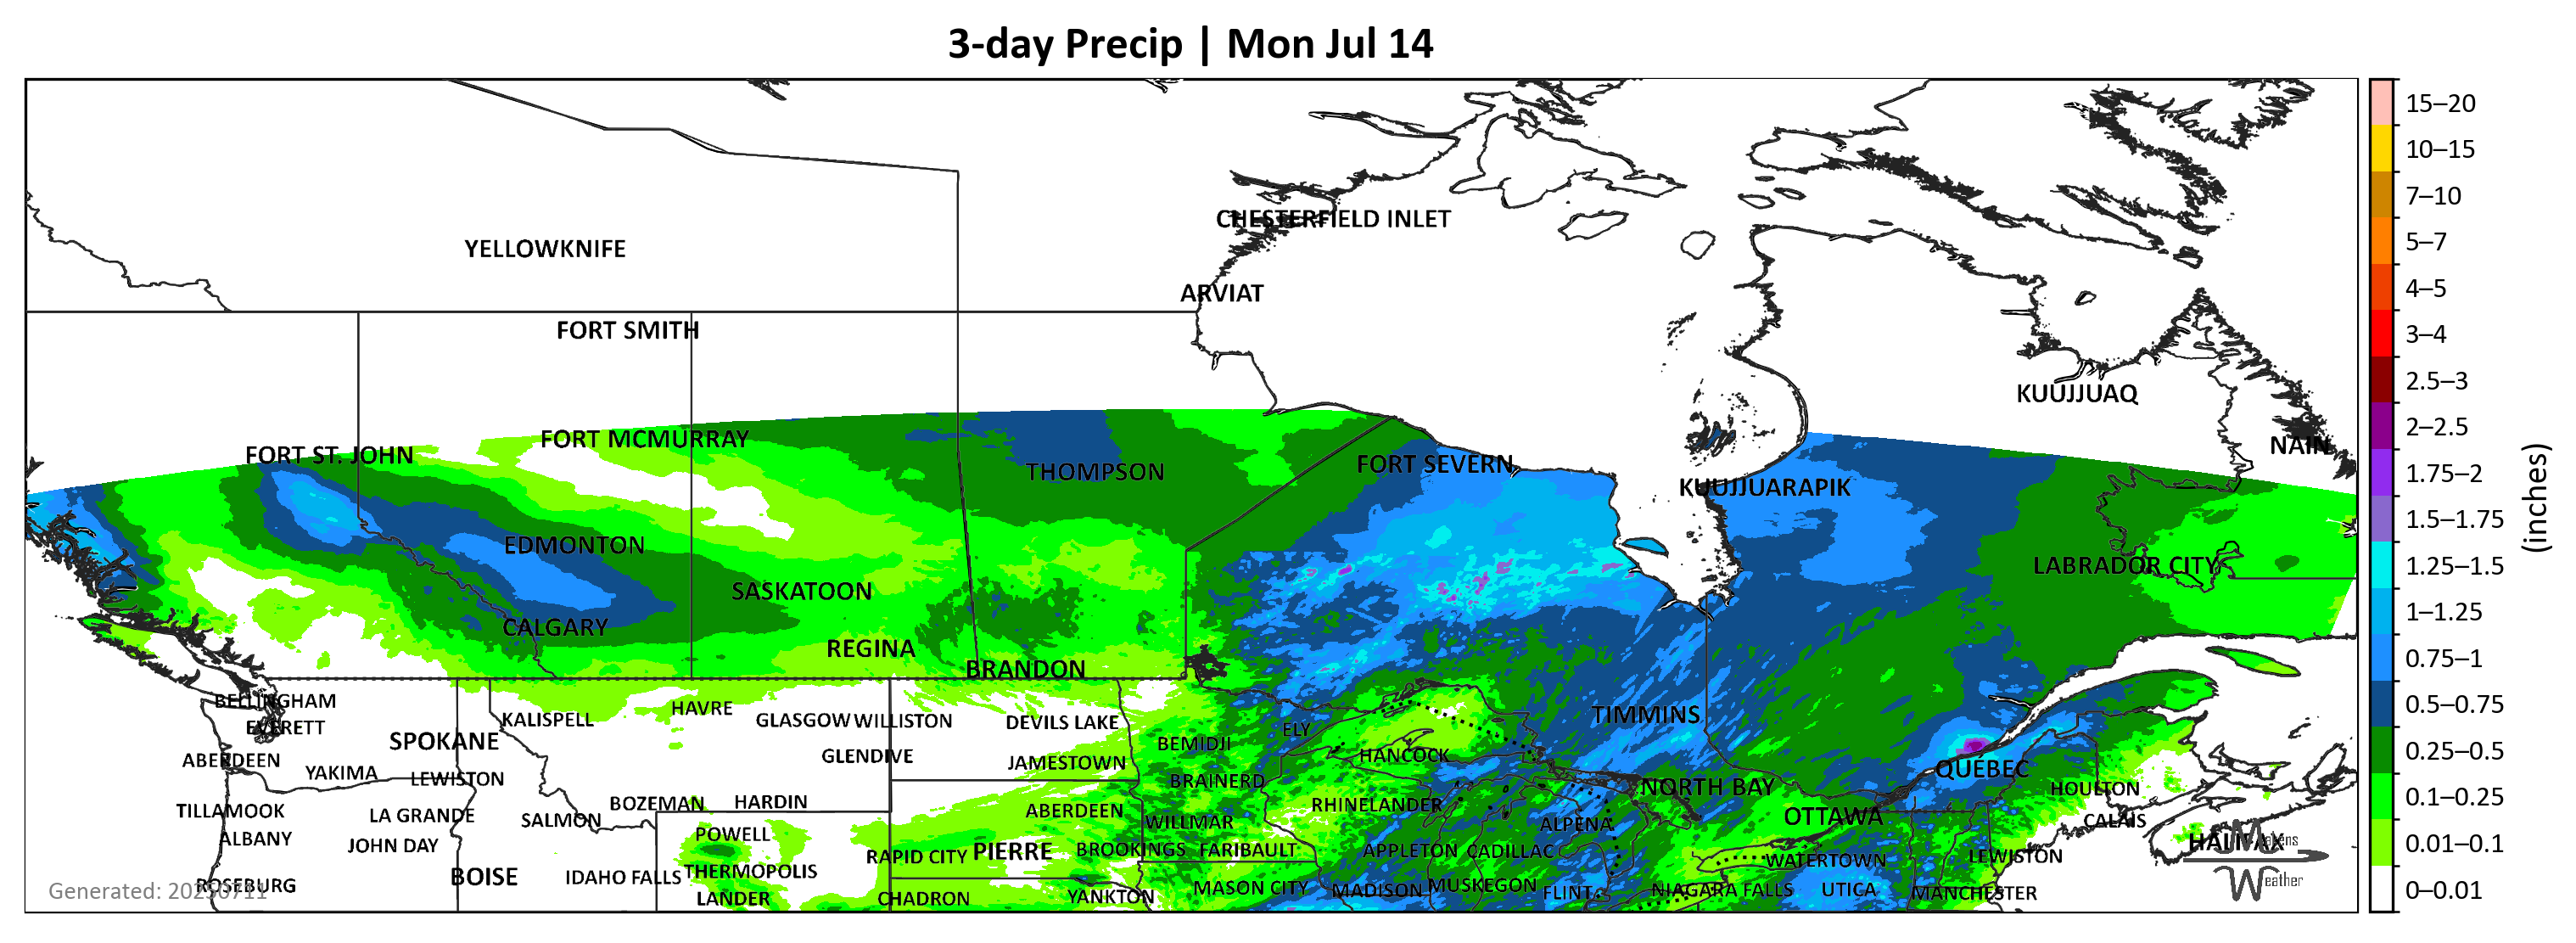 3-day Precip | Mon Jul 14
15–20
10–15
7–10
5–7
4–5
3–4
2.5–3
2–2.5
1.75–2
1.5–1.75
1.25–1.5
1–1.25
0.75–1
0.5–0.75
0.25–0.5
0.1–0.25
0.01–0.1
0–0.01
(inches)
CHESTERFIELD INLET
YELLOWKNIFE
ARVIAT
FORT SMITH
KUUJJUAQ
FORT MCMURRAY
NAIN
FORT ST. JOHN
FORT SEVERN
THOMPSON
KUUJJUARAPIK
EDMONTON
LABRADOR CITY
SASKATOON
CALGARY
REGINA
BRANDON
BELLINGHAM
HAVRE
KALISPELL
GLASGOW
WILLISTON
DEVILS LAKE
TIMMINS
EVERETT
ELY
SPOKANE
BEMIDJI
GLENDIVE
HANCOCK
ABERDEEN
JAMESTOWN
QUEBEC
YAKIMA
LEWISTON
BRAINERD
NORTH BAY
HOULTON
BOZEMAN
HARDIN
RHINELANDER
TILLAMOOK
LA GRANDE
SALMON
ABERDEEN
WILLMAR
ALPENA
OTTAWA
CALAIS
ALBANY
JOHN DAY
POWELL
HALIFAX
RAPID CITY
PIERRE
BROOKINGS
FARIBAULT
APPLETON
CADILLAC
WATERTOWN
LEWISTON
BOISE
IDAHO FALLS
THERMOPOLIS
ROSEBURG
MASON CITY
MADISON
MUSKEGON
FLINT
NIAGARA FALLS
UTICA
MANCHESTER
LANDER
CHADRON
YANKTON
Generated: 20250711
Weather